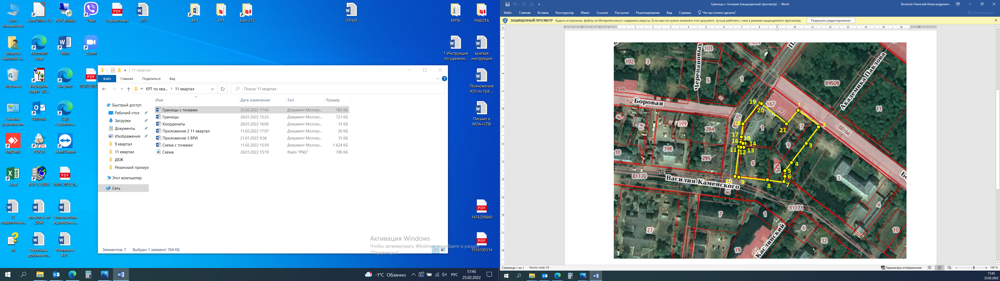 Этот компьютер
LibreOffice 7.2
RDP_Rokka
Viber
Справочник
579
КРТ
КРТ
Kab-312
ОТЧЕТ
КРПК
РАБОТА
Волегов Николай А...
Microsoft Edge
Word
Zoom
1 Инструкция по удаленн...
краткая инструкция
Корзина
Иерархия задач АС...
Битрикс
02.02.2022
Полномочия ЮЛ по ГрК ...
Панель управления
Outlook
СЭД Пермског...
Письмо в МЛА+СПБ
AnyDesk
PDF24
TeamViewer
Excel
RDP_CLOUD
31.01.2022_0...
О подключени...
вопросы по ДКЖ
Полномочия в доверенн...
1476299840
Iss
Перечень документо...
Регламент КРТ
1516100314
11 квартал
Файл
Главная
Поделиться
Вид
« КРТ по ква... > 11 квартал
Поиск: 11 квартал
Имя
Дата изменения
Тип
Размер
Быстрый доступ
Рабочий стол
Загрузки
Документы
Изображения
9 квартал
11 квартал
ДКЖ
Рязанский промузе
Этот компьютер
Сеть
Границы с точками 25.02.2022 17:43 Документ Microso... 765 КБ
Границы 28.01.2022 15:23 Документ Microso... 721 КБ
Координаты 28.01.2022 16:05 Документ Microso... 15 КБ
Приложение 2 11 квартал 11.02.2022 17:07 Документ Microso... 26 КБ
Приложение 3 ВРИ 21.01.2022 9:36 Документ Microso... 15 КБ
Схема с точками 11.02.2022 15:59 Документ Microso... 1 624 КБ
Схема 28.01.2022 15:19 Файл "PNG" 706 КБ
Активация Windows
Чтобы активировать Windows, перейдите в раздел
"Параметры".
Элементов: 7 Выбран 1 элемент: 764 КБ
-1°C Облачно
РУС
17:45
25.02.2022
Границы с точками (защищенный просмотр) - Word
Волегов Николай Александрович
Файл
Главная
Вставка
Конструктор
Макет
Ссылки
Рассылки
Рецензирование
Вид
Справка
Что вы хотите сделать?
Общий доступ
ЗАЩИЩЕННЫЙ ПРОСМОТР Будьте осторожны: файлы из Интернета могут содержать вирусы. Если вам не нужно изменять этот документ, лучше работать с ним в режиме защищенного просмотра.
Разрешить редактирование
103
102
3
Черепановых
5
1
89509
Академика Павлова
696
760
Боровая
19
167
20
292
1
11
8
14
399
294
18
1
21
7
2
88166
17
15
16
14
3
11
12
13
9
10
398
295
6
4
75
5
6
81170
Василия Каменского
10
9
8
7
3
81171
4
7
1
6
10
27
32
19
Каслинский
Страница 1 из 1
Число слов: 55
Параметры отображения
180 %
17:45
25.02.2022